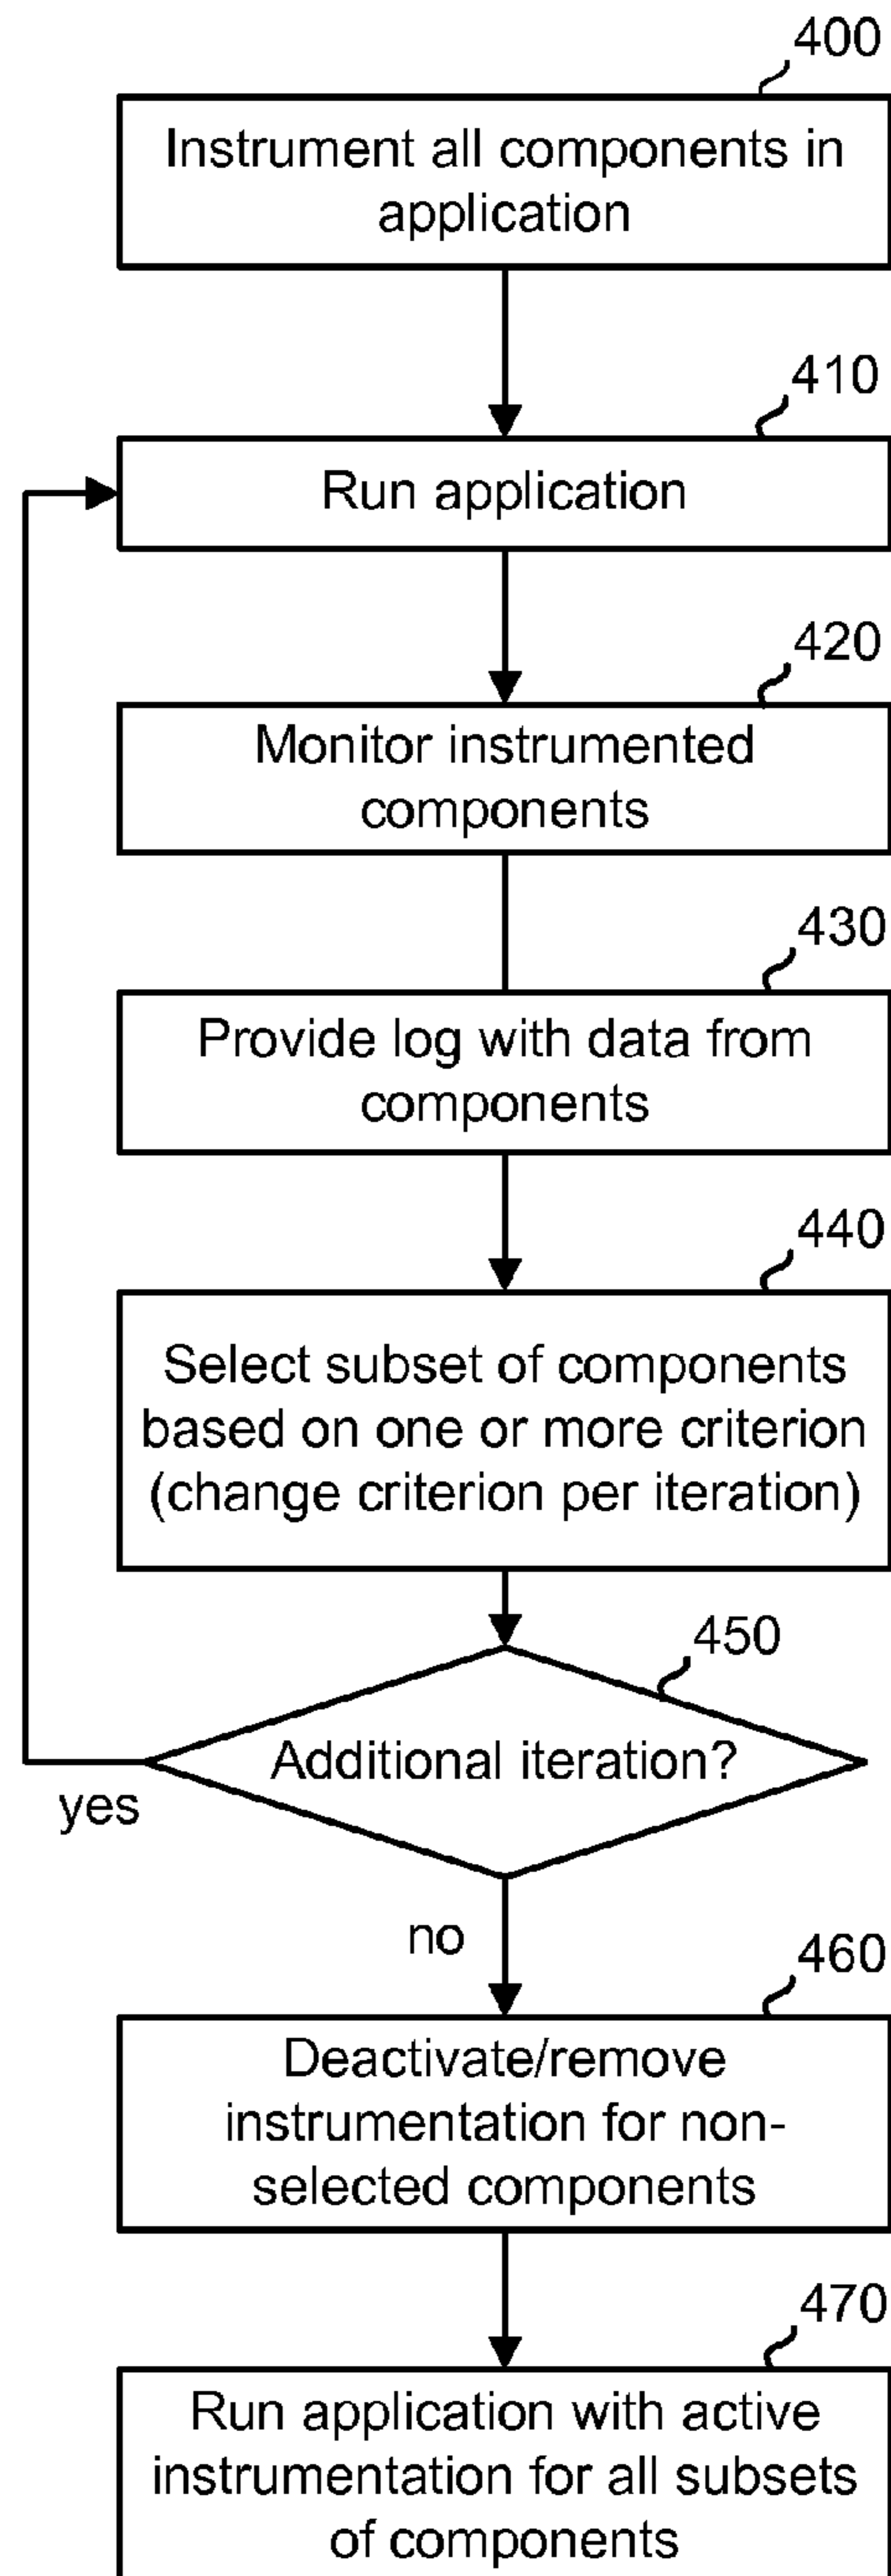 400
Instrument all components in
application
410
Run application
420
Monitor instrumented
components
430
Provide log with data from
components
440
Select subset of components
based on one or more criterion
(change criterion per iteration)
450
Additional iteration?
yes
no
460
Deactivate/remove
instrumentation for non-
selected components
470
Run application with active
instrumentation for all subsets
of components